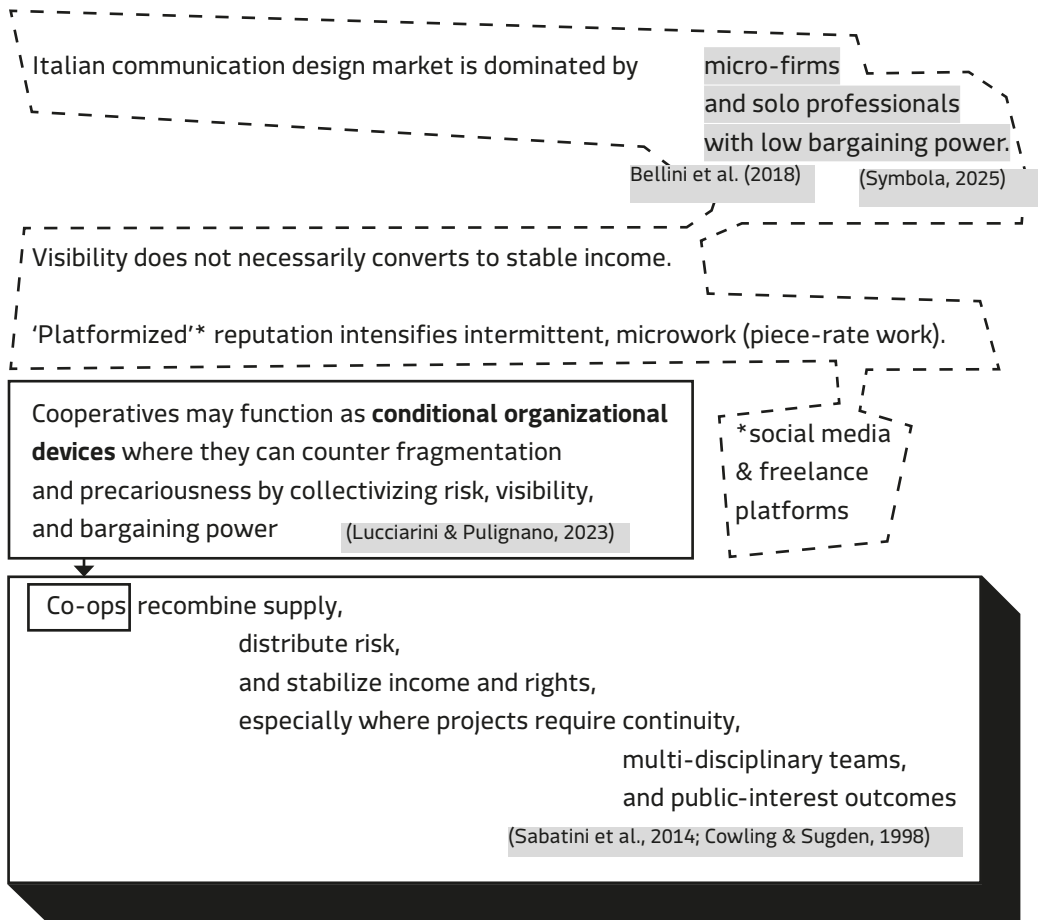 Italian communication design market is dominated by micro-firms
and solo professionals
with low bargaining power.
Bellini et al. (2018) (Symbola, 2025)
Visibility does not necessarily converts to stable income.
‘Platformized’* reputation intensifies intermittent, microwork (piece-rate work).
Cooperatives may function as conditional organizational
devices where they can counter fragmentation
and precariousness by collectivizing risk, visibility,
and bargaining power (Lucciarini & Pulignano, 2023)
*social media
& freelance
platforms
Co-ops recombine supply,
distribute risk,
and stabilize income and rights,
especially where projects require continuity,
multi-disciplinary teams,
and public-interest outcomes
(Sabatini et al., 2014; Cowling & Sugden, 1998)